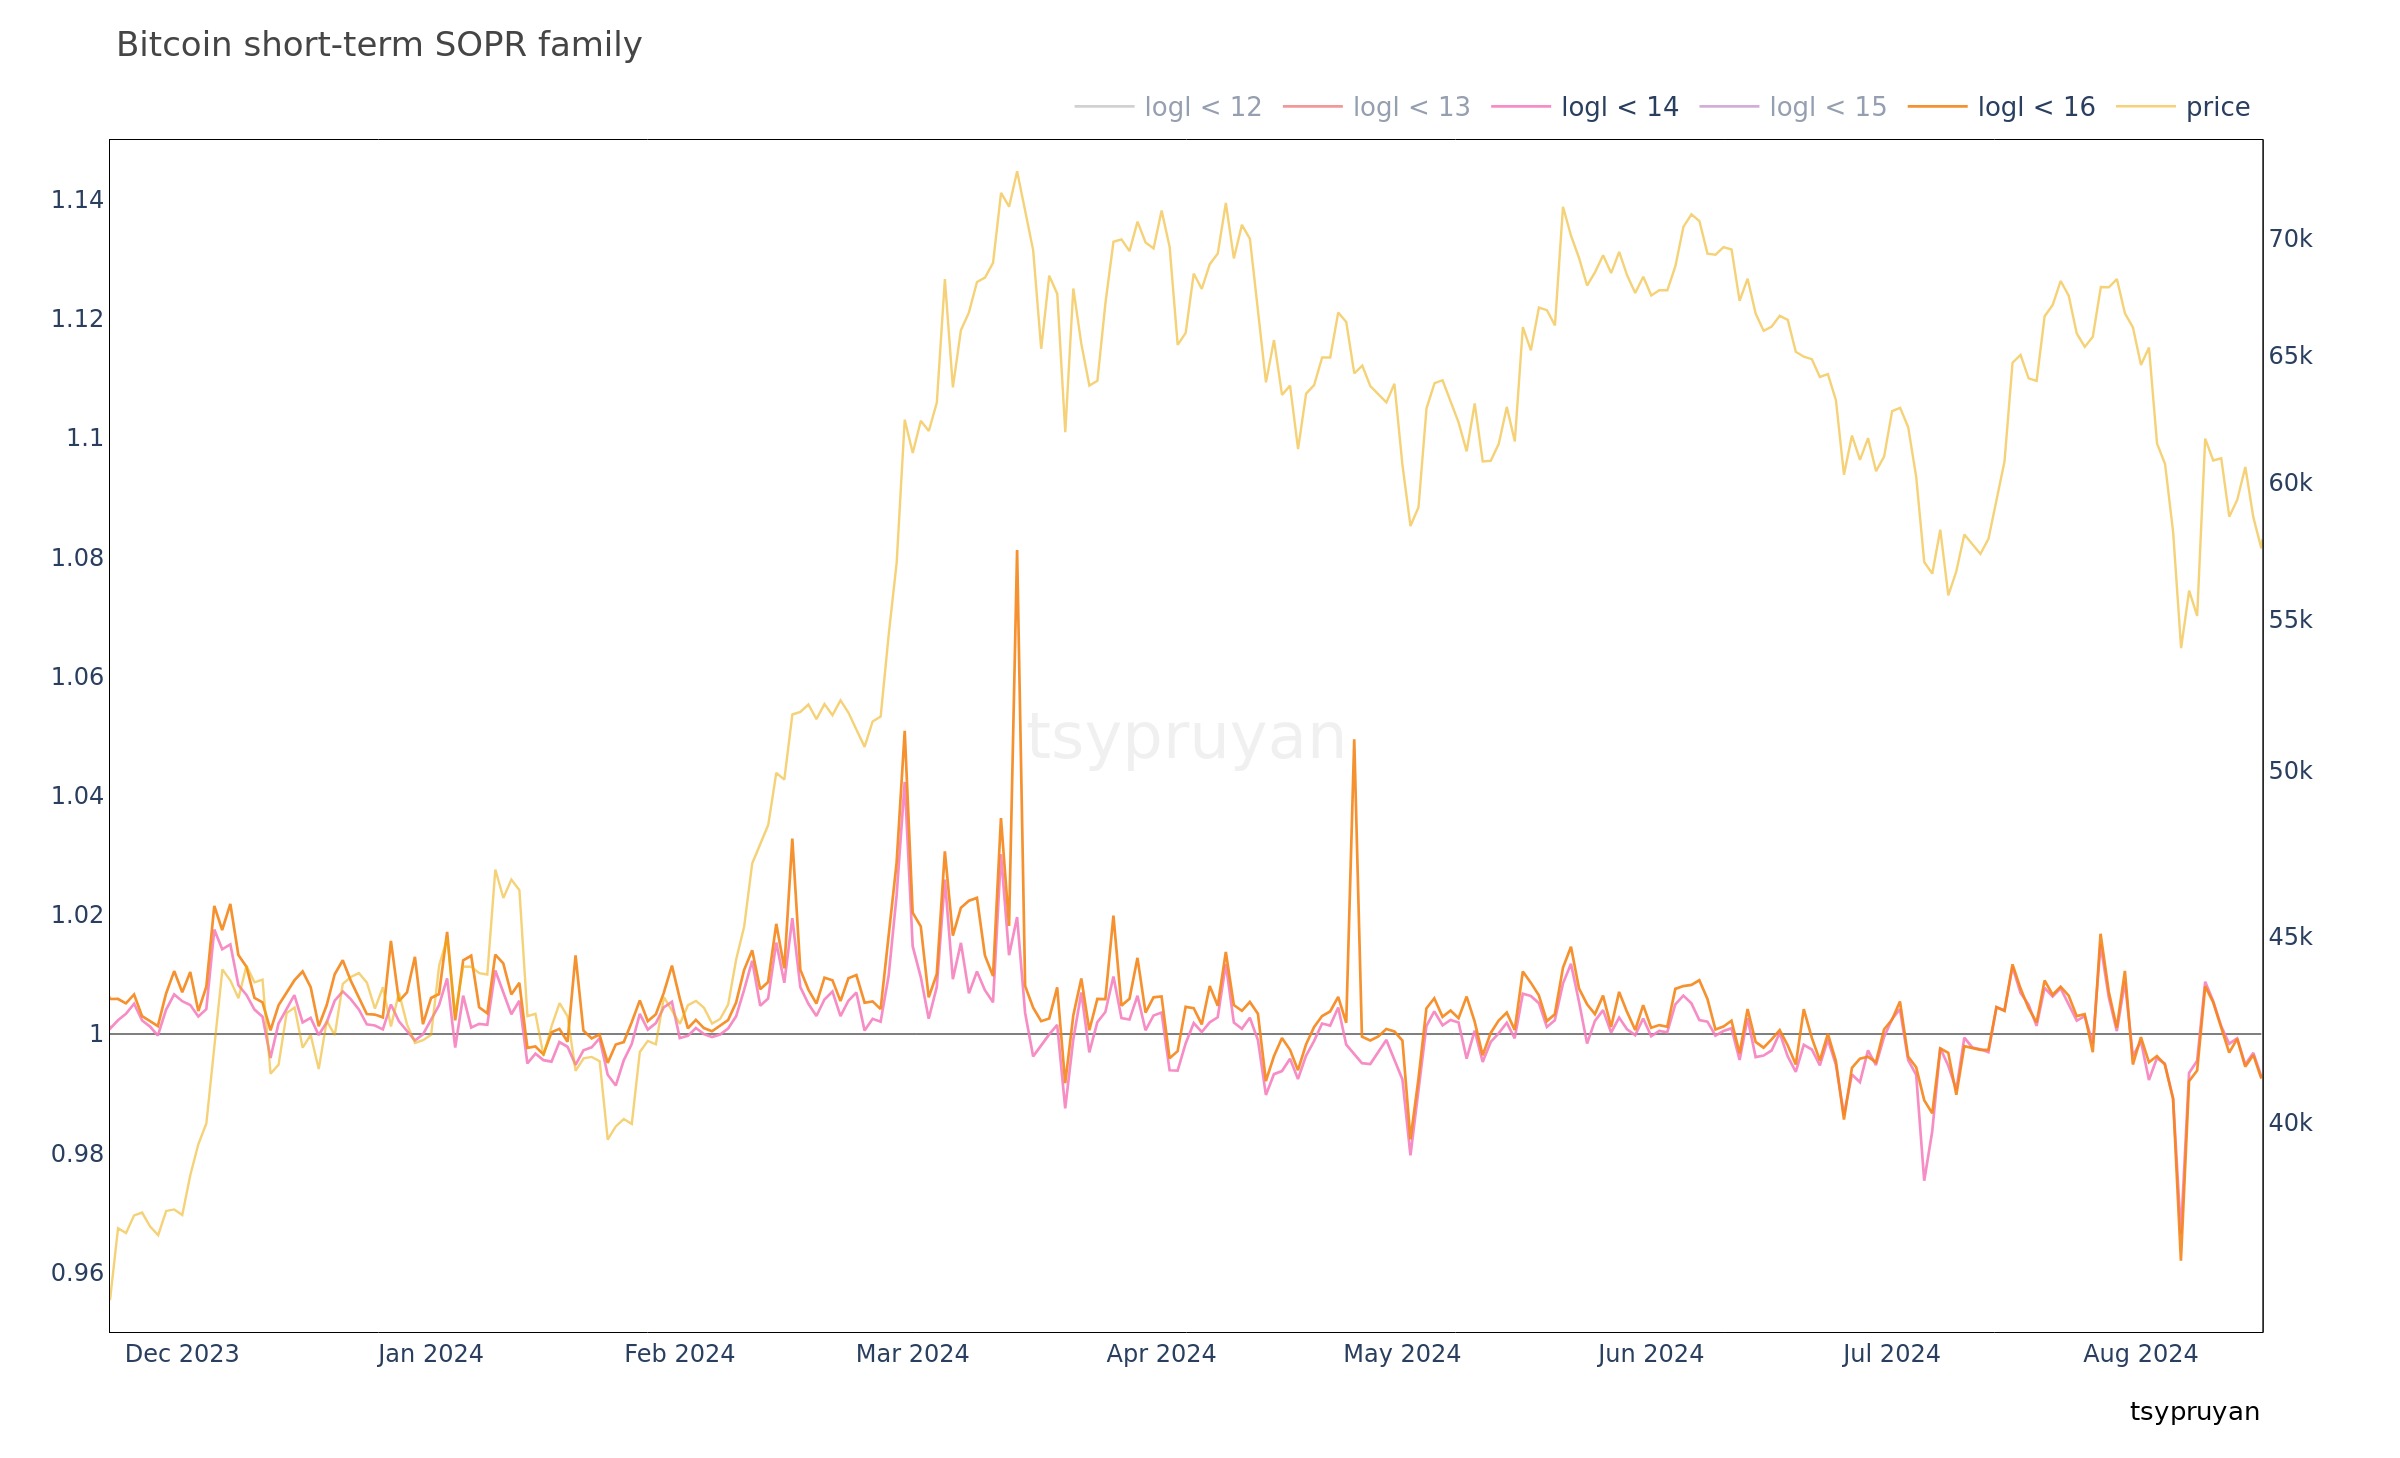 Bitcoin short-term SOPR family
logl < 12 logl < 13 logl < 14 logl < 15 logl < 16 price
1.14
1.12
1.1
1.08
1.06
1.04
1.02
1
0.98
0.96
70k
65k
60k
55k
50k
45k
40k
tsypruyan
Dec 2023 Jan 2024 Feb 2024 Mar 2024 Apr 2024 May 2024 Jun 2024 Jul 2024 Aug 2024
tsypruyan